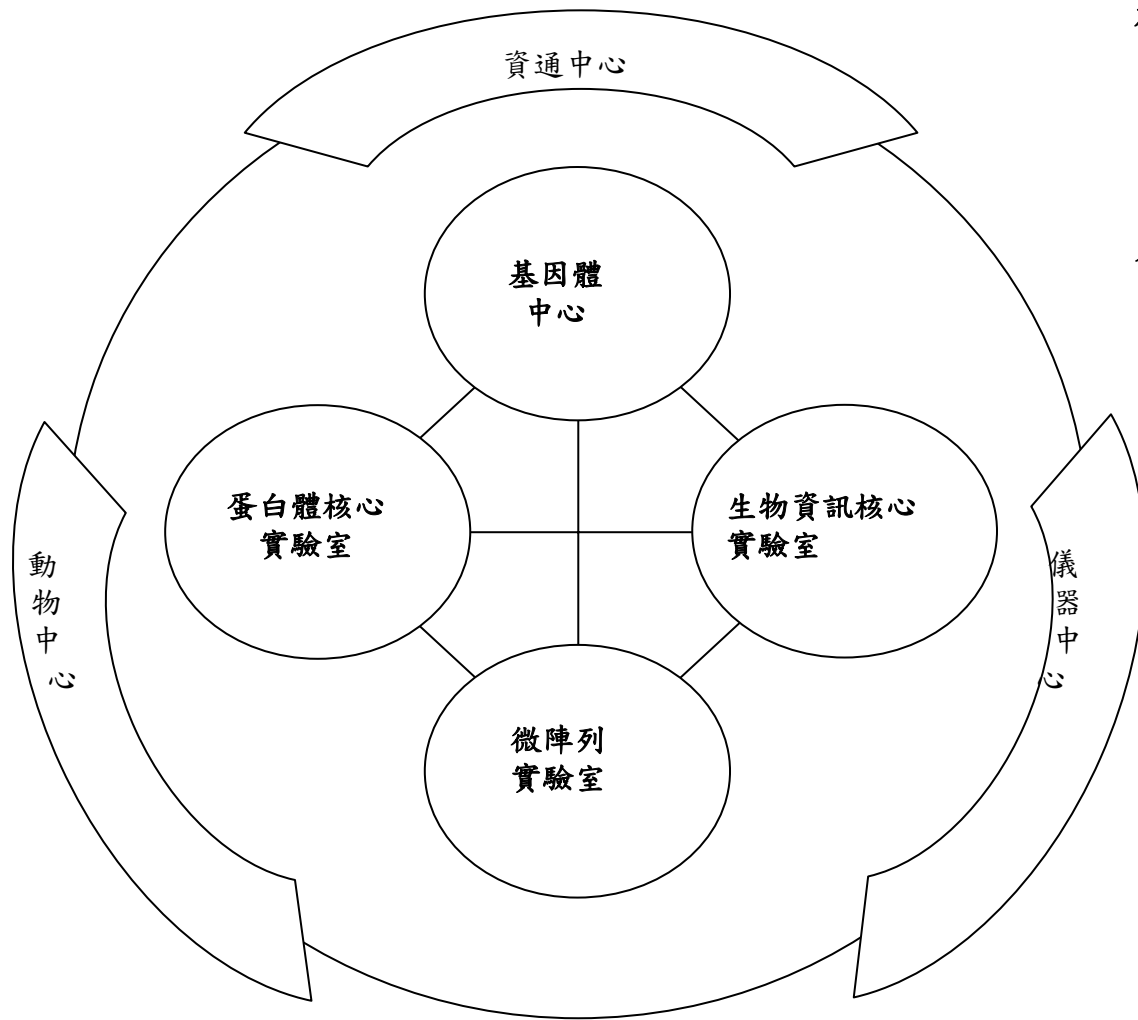 資通中心
基因體
中心
蛋白體核心
實驗室
生物資訊核心
實驗室
動
物
中
心
儀
器
中
心
微陣列
實驗室